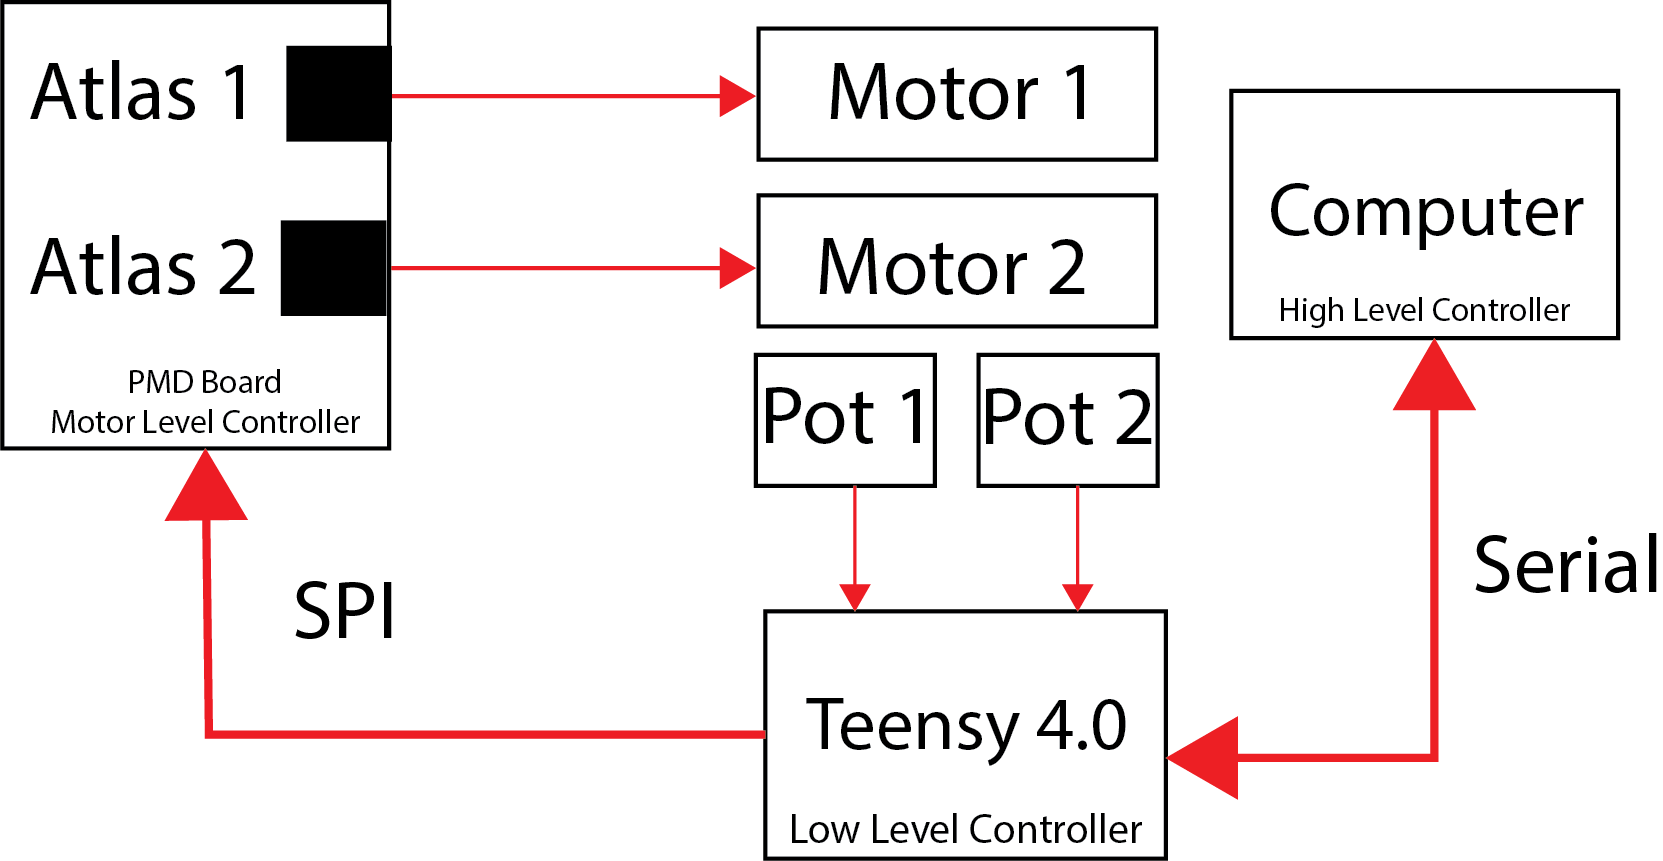 Atlas 1
Atlas 2
PMD Board
Motor Level Controller
Motor 1
Motor 2
Pot 1
Pot 2
Computer
High Level Controller
SPI
Serial
Teensy 4.0
Low Level Controller